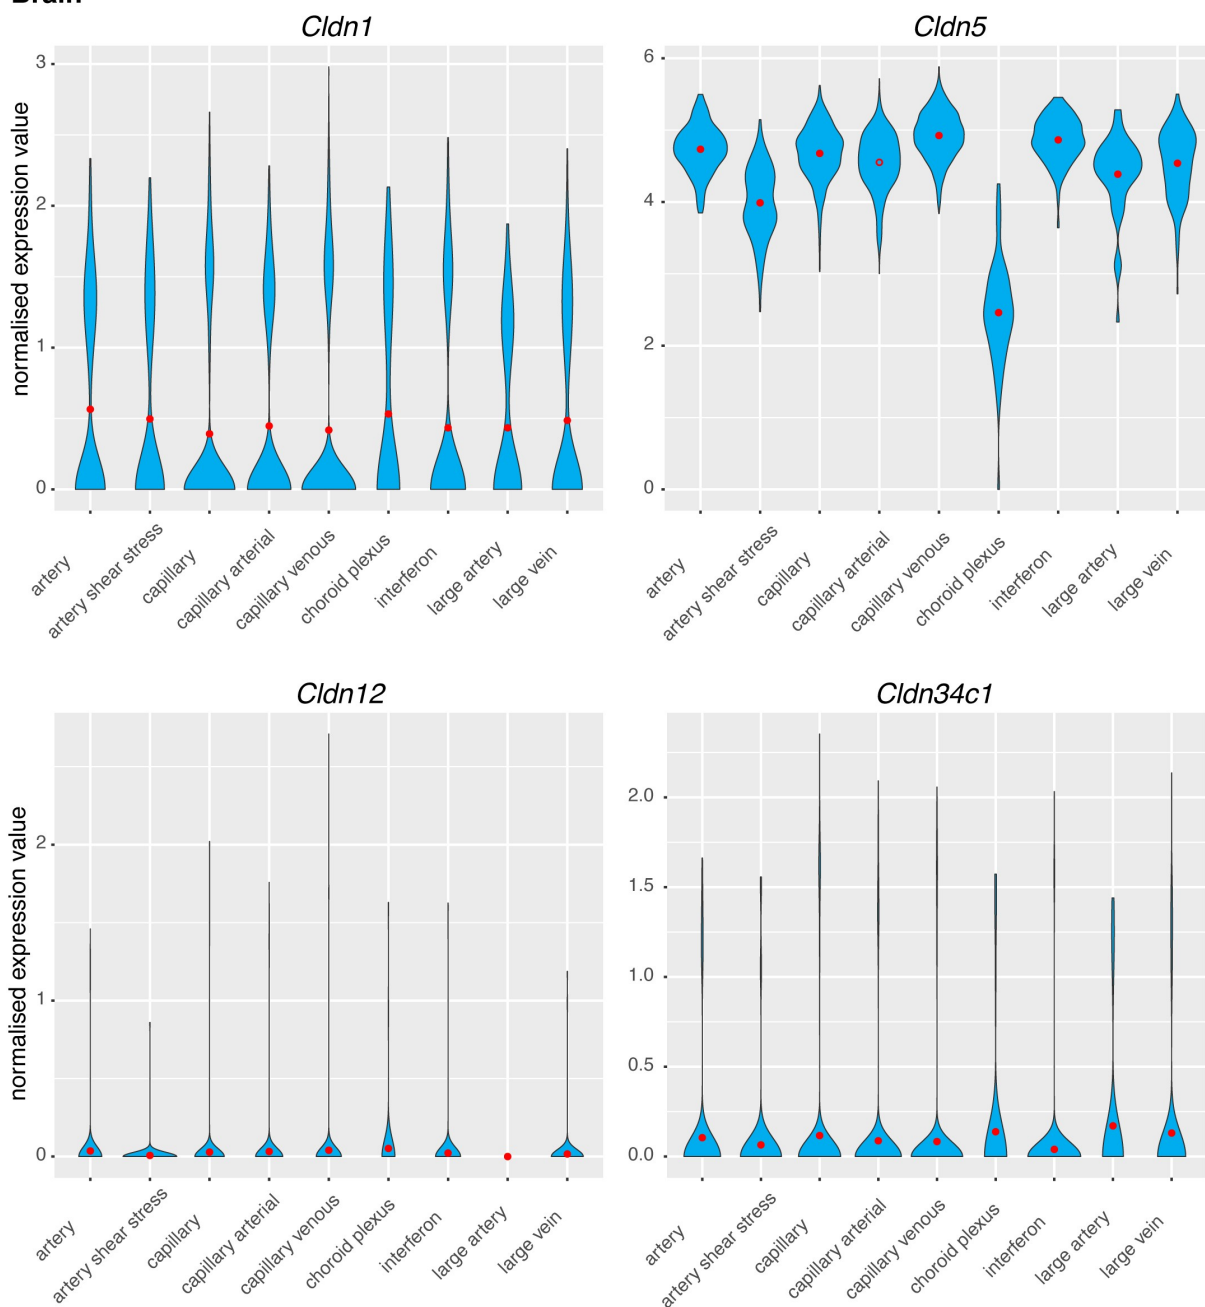 Brain
Cldn1
Cldn5
normalised expression value
3
2
1
0
6
4
2
0
artery
artery shear stress
capillary
capillary arterial
capillary venous
choroid plexus
interferon
large artery
large vein
artery
artery shear stress
capillary
capillary arterial
capillary venous
choroid plexus
interferon
large artery
large vein
Cldn12
Cldn34c1
normalised expression value
2
1
0
2.0
1.5
1.0
0.5
0.0
artery
artery shear stress
capillary
capillary arterial
capillary venous
choroid plexus
interferon
large artery
large vein
artery
artery shear stress
capillary
capillary arterial
capillary venous
choroid plexus
interferon
large artery
large vein